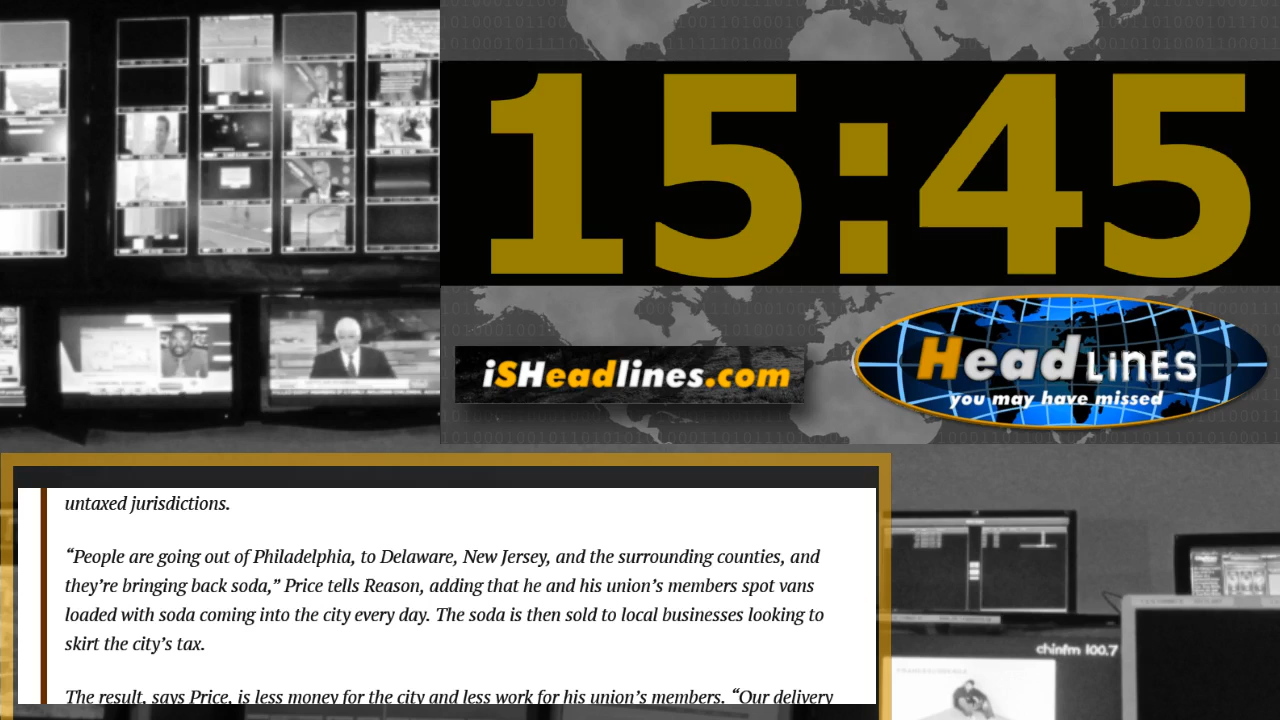 15:45
iSHeadlines.com
HeadLINES
you may have missed
untaxed jurisdictions.
“People are going out of Philadelphia, to Delaware, New Jersey, and the surrounding counties, and
they’re bringing back soda,” Price tells Reason, adding that he and his union’s members spot vans
loaded with soda coming into the city every day. The soda is then sold to local businesses looking to
skirt the city’s tax.
The result, says Price, is less money for the city and less work for his union’s members. “Our delivery
chinfm 100.7